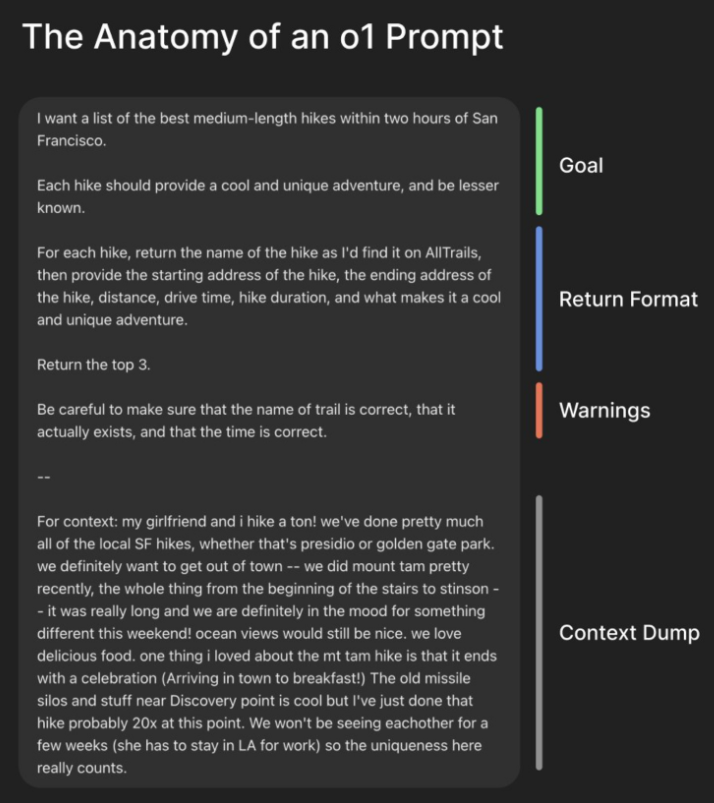 The Anatomy of an o1 Prompt
I want a list of the best medium-length hikes within two hours of San
Francisco.
Each hike should provide a cool and unique adventure, and be lesser
known.
Goal
For each hike, return the name of the hike as I'd find it on AllTrails,
then provide the starting address of the hike, the ending address of
the hike, distance, drive time, hike duration, and what makes it a cool
and unique adventure.
Return the top 3.
Return Format
Be careful to make sure that the name of trail is correct, that it
actually exists, and that the time is correct.
Warnings
--
For context: my girlfriend and i hike a ton! we've done pretty much
all of the local SF hikes, whether that's presidio or golden gate park.
we definitely want to get out of town -- we did mount tam pretty
recently, the whole thing from the beginning of the stairs to stinson -
- it was really long and we are definitely in the mood for something
different this weekend! ocean views would still be nice. we love
delicious food. one thing i loved about the mt tam hike is that it ends
with a celebration (Arriving in town to breakfast!) The old missile
silos and stuff near Discovery point is cool but I've just done that
hike probably 20x at this point. We won't be seeing eachother for a
few weeks (she has to stay in LA for work) so the uniqueness here
really counts.
Context Dump